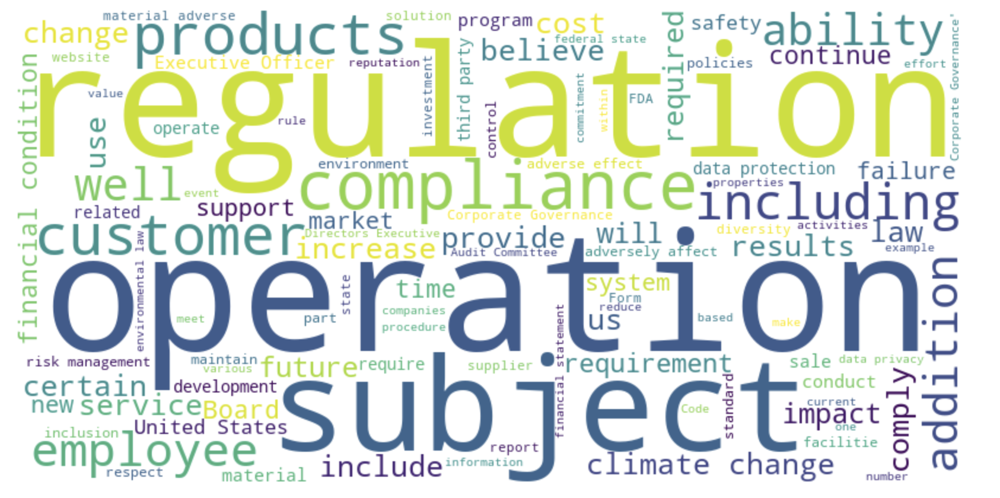 material adverse
solution
program
cost
required
safety
ability
change
products
believe
federal state
continue
website
Executive Officer
reputation
policies
effort
Corporate Governance'
financial condition
regulation
value
use
operate
rule
investment
third party
control
commitment
within
FDA
environment
adverse effect
data protection
failure
well
event
compliance
properties
including
related
support
market
Corporate Governance
customer
Directors Executive
increase
provide
Audit Committee
will
adversely affect
diversity
activities
law
results
example
environmental law
operation
state
time
system
Form
reduce
us
companies
procedure
meet
part
based
make
addition
financial statement
risk management
maintain
various
future
require
supplier
requirement
sale
data privacy
certain
development
subject
conduct
standard
comply
new
service
Board
Code
current
impact
United States
one
inclusion
employee
report
facilitie
respect
material
include
information
climate change
number